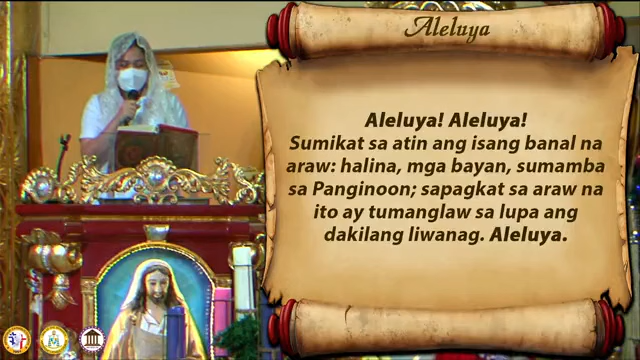 Aleluya
Aleluya! Aleluya!
Sumikat sa atin ang isang banal na
araw: halina, mga bayan, sumamba
sa Panginoon; sapagkat sa araw na
ito ay tumanglaw sa lupa ang
dakilang liwanag. Aleluya.